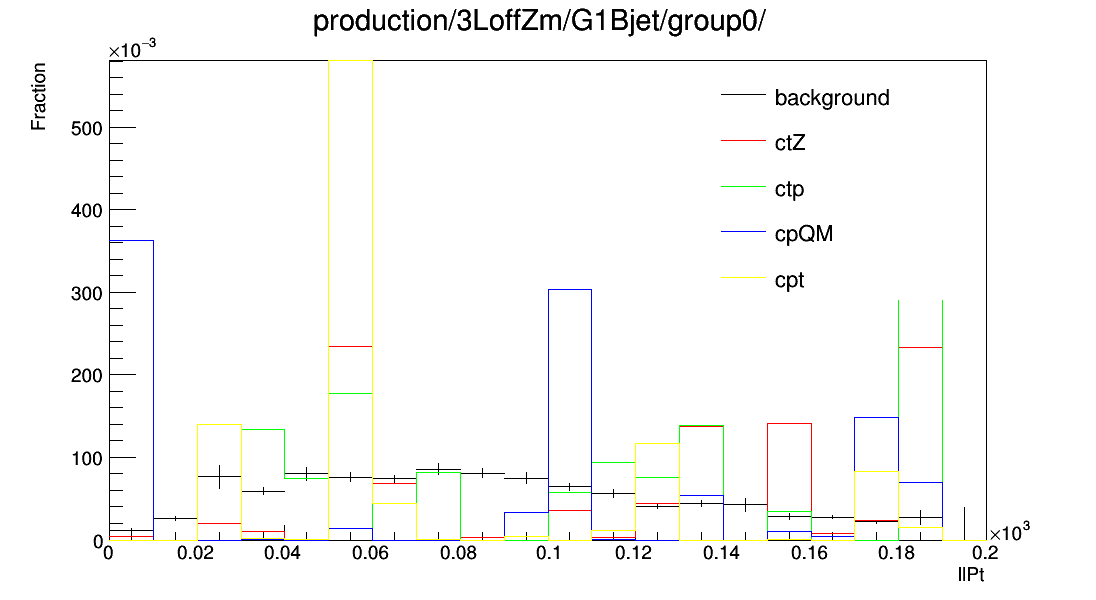 production/3LoffZm/G1Bjet/group0/
×10⁻³
Fraction
background
ctZ
ctp
cpQM
cpt
500
400
300
200
100
0
0 0.02 0.04 0.06 0.08 0.1 0.12 0.14 0.16 0.18 0.2
×10³
llPt